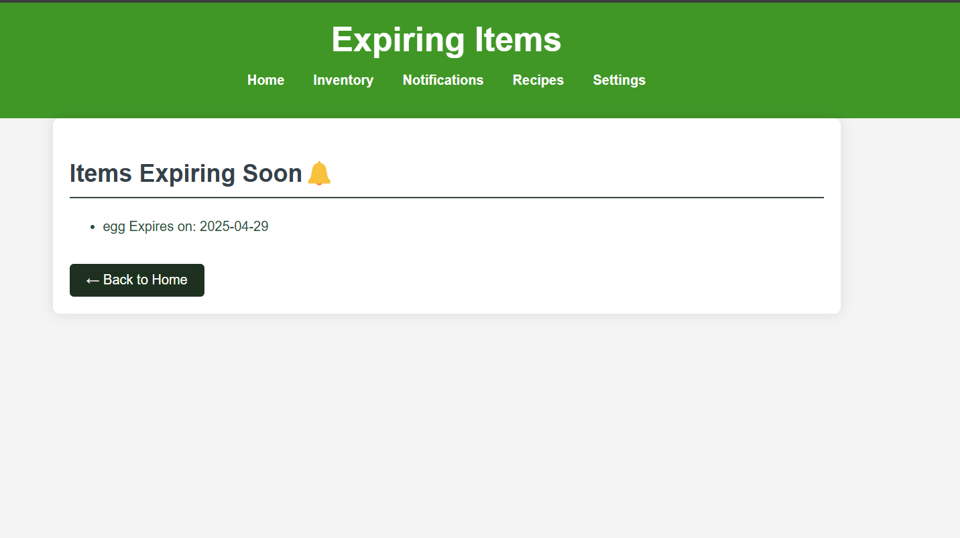 Expiring Items
Home Inventory Notifications Recipes Settings
Items Expiring Soon 🔔
• egg Expires on: 2025-04-29
← Back to Home